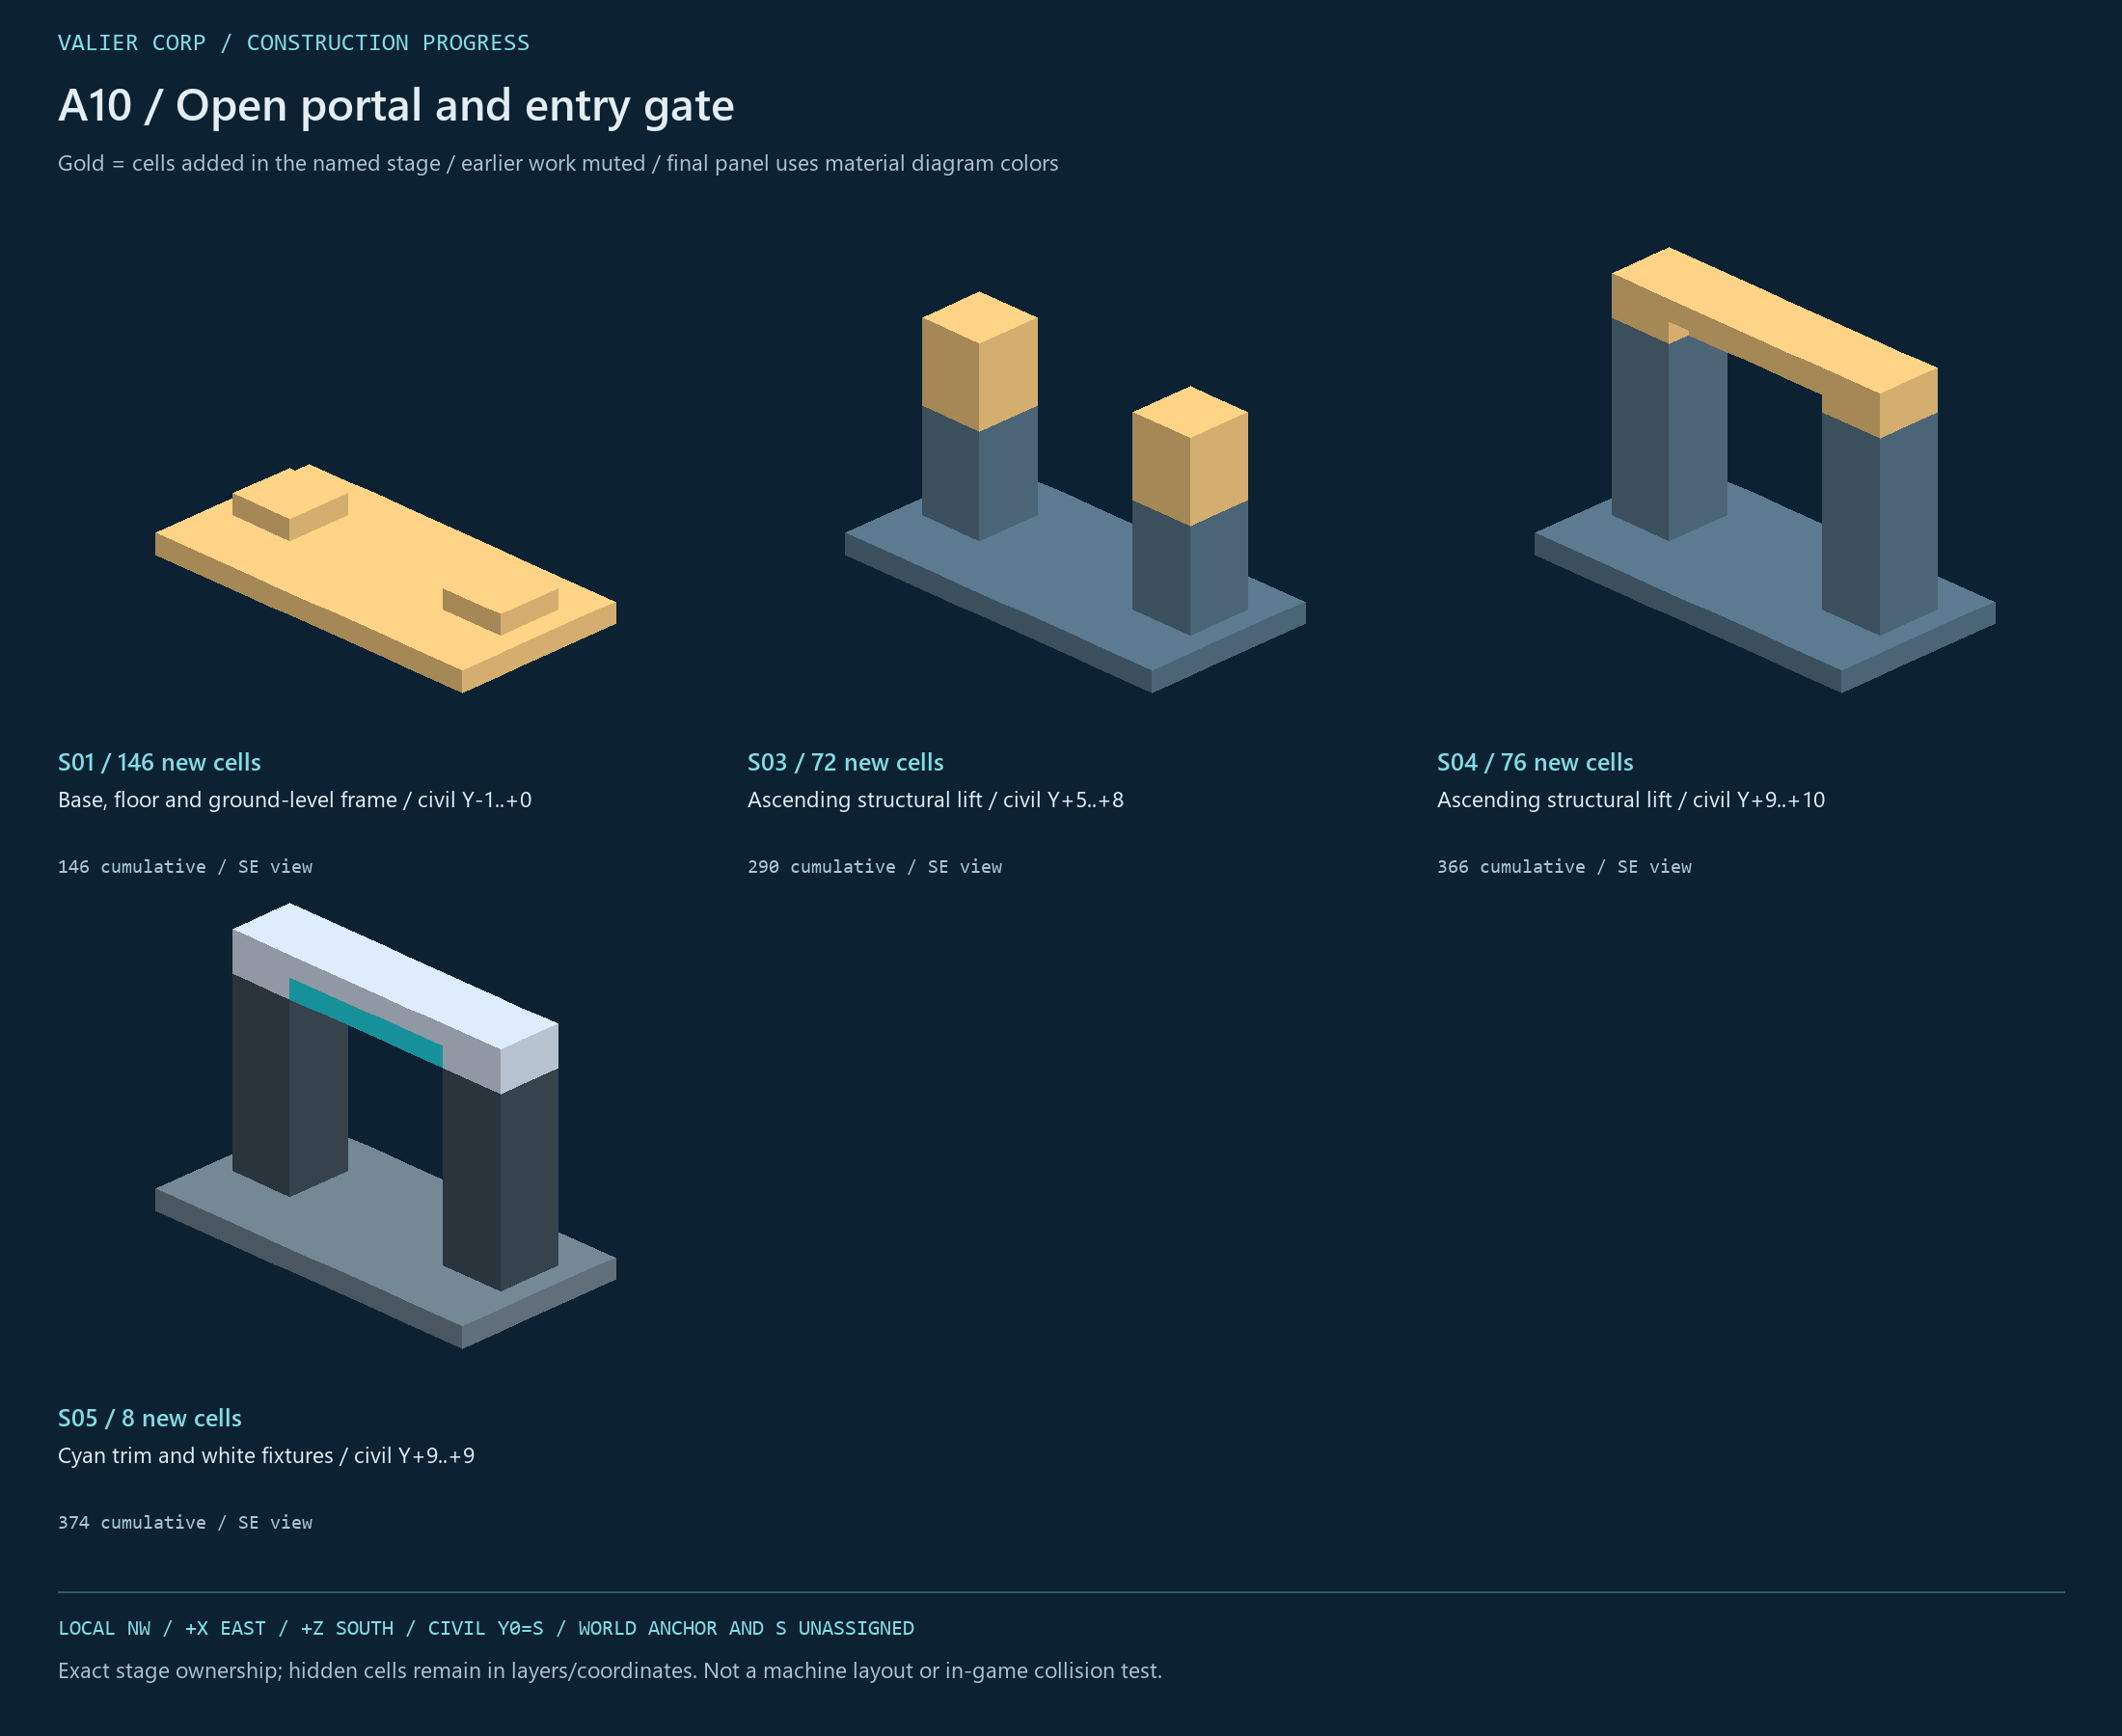 VALIER CORP / CONSTRUCTION PROGRESS
A10 / Open portal and entry gate
Gold = cells added in the named stage / earlier work muted / final panel uses material diagram colors
S01 / 146 new cells
Base, floor and ground-level frame / civil Y-1..+0
146 cumulative / SE view
S03 / 72 new cells
Ascending structural lift / civil Y+5..+8
290 cumulative / SE view
S04 / 76 new cells
Ascending structural lift / civil Y+9..+10
366 cumulative / SE view
S05 / 8 new cells
Cyan trim and white fixtures / civil Y+9..+9
374 cumulative / SE view
LOCAL NW / +X EAST / +Z SOUTH / CIVIL Y0=S / WORLD ANCHOR AND S UNASSIGNED
Exact stage ownership; hidden cells remain in layers/coordinates. Not a machine layout or in-game collision test.